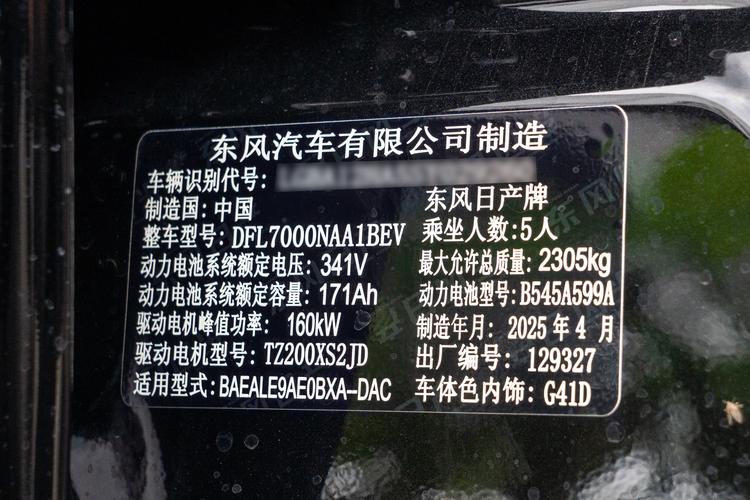 东风汽车有限公司制造
车辆识别代号:
东风日产牌
制造国:中国
乘坐人数:5人
整车型号:DFL7000NAA1BEV
最大允许总质量:2305kg
动力电池系统额定电压:341V
动力电池型号:B545A599A
动力电池系统额定容量:171Ah
制造年月:2025年4月
驱动电机峰值功率:160kW
出厂编号:129327
驱动电机型号:TZ200XS2JD
车体色内饰:G41D
适用型式:BAEALE9AE0BXA-DAC